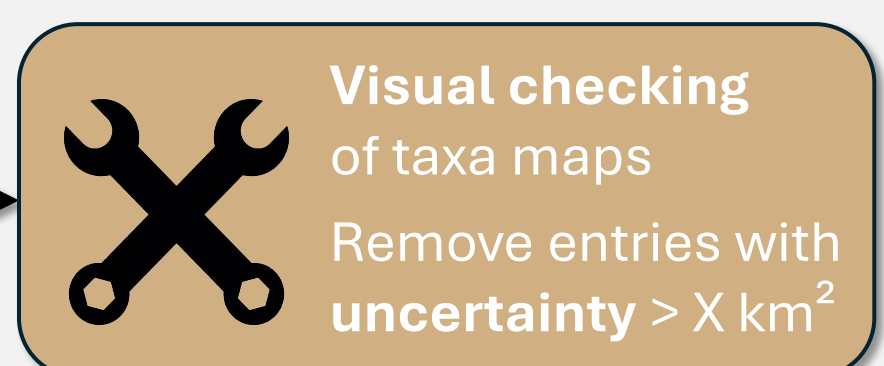 Visual checking
of taxa maps
Remove entries with
uncertainty > X km²